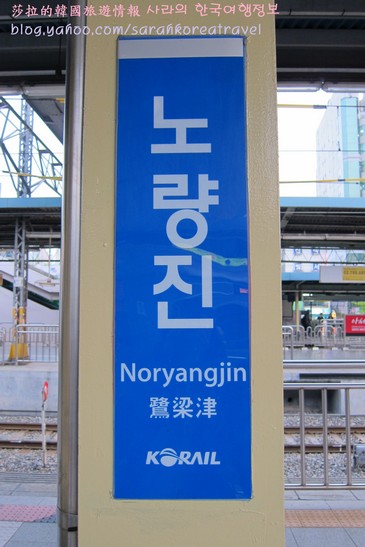 莎拉的韓國旅遊情報 사라의 한국여행정보
blog.yahoo.com/sarahkoreatravel
노
량
진
Noryangjin
鷺梁津
KORAIL